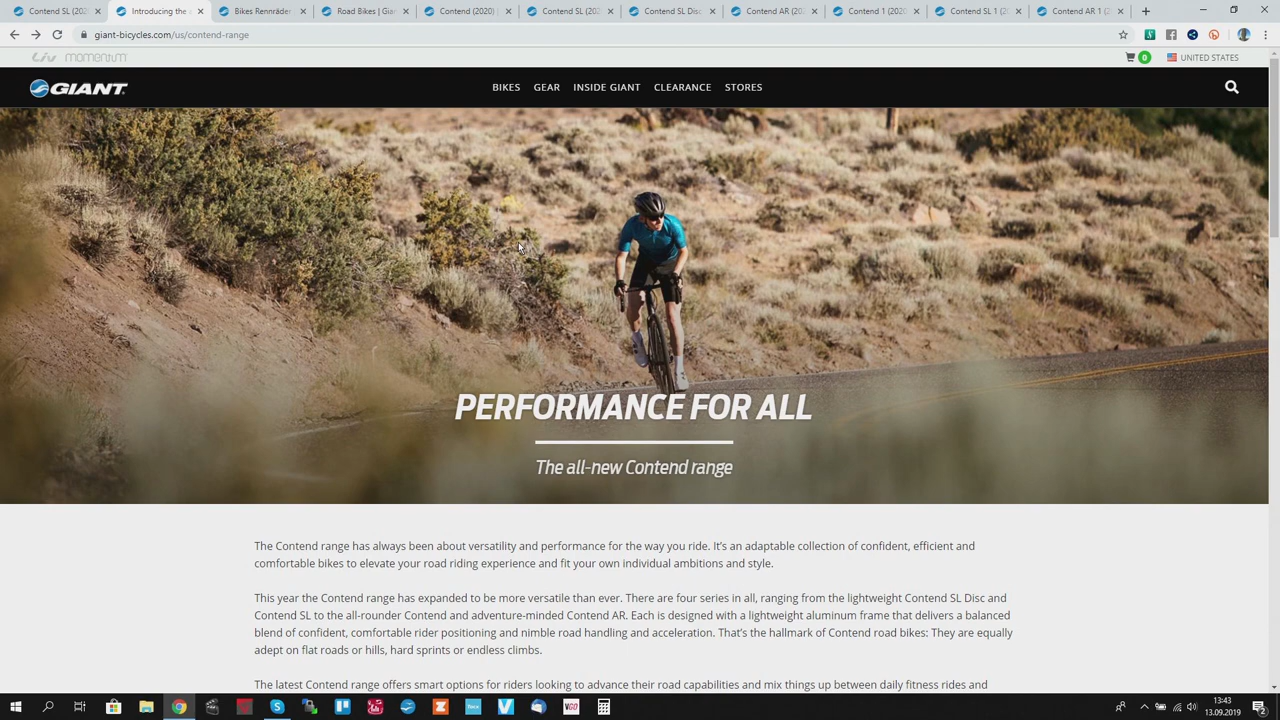 Contend SL (202
Introducing the
Bikes Rennräder
Road Bikes | Gia
Contend (2020) |
Contend SL (202
Contend SL Disc
Contend AR (202
Contend 1 (2020
Contend SL 1 (2
Contend AR 1 (2
giant-bicycles.com/us/contend-range
LIV momentum
0
UNITED STATES
GIANT
BIKES GEAR INSIDE GIANT CLEARANCE STORES
PERFORMANCE FOR ALL
The all-new Contend range
The Contend range has always been about versatility and performance for the way you ride. It's an adaptable collection of confident, efficient and
comfortable bikes to elevate your road riding experience and fit your own individual ambitions and style.
This year the Contend range has expanded to be more versatile than ever. There are four series in all, ranging from the lightweight Contend SL Disc and
Contend SL to the all-rounder Contend and adventure-minded Contend AR. Each is designed with a lightweight aluminum frame that delivers a balanced
blend of confident, comfortable rider positioning and nimble road handling and acceleration. That's the hallmark of Contend road bikes: They are equally
adept on flat roads or hills, hard sprints or endless climbs.
The latest Contend range offers smart options for riders looking to advance their road capabilities and mix things up between daily fitness rides and
13:43
13.09.2019
2